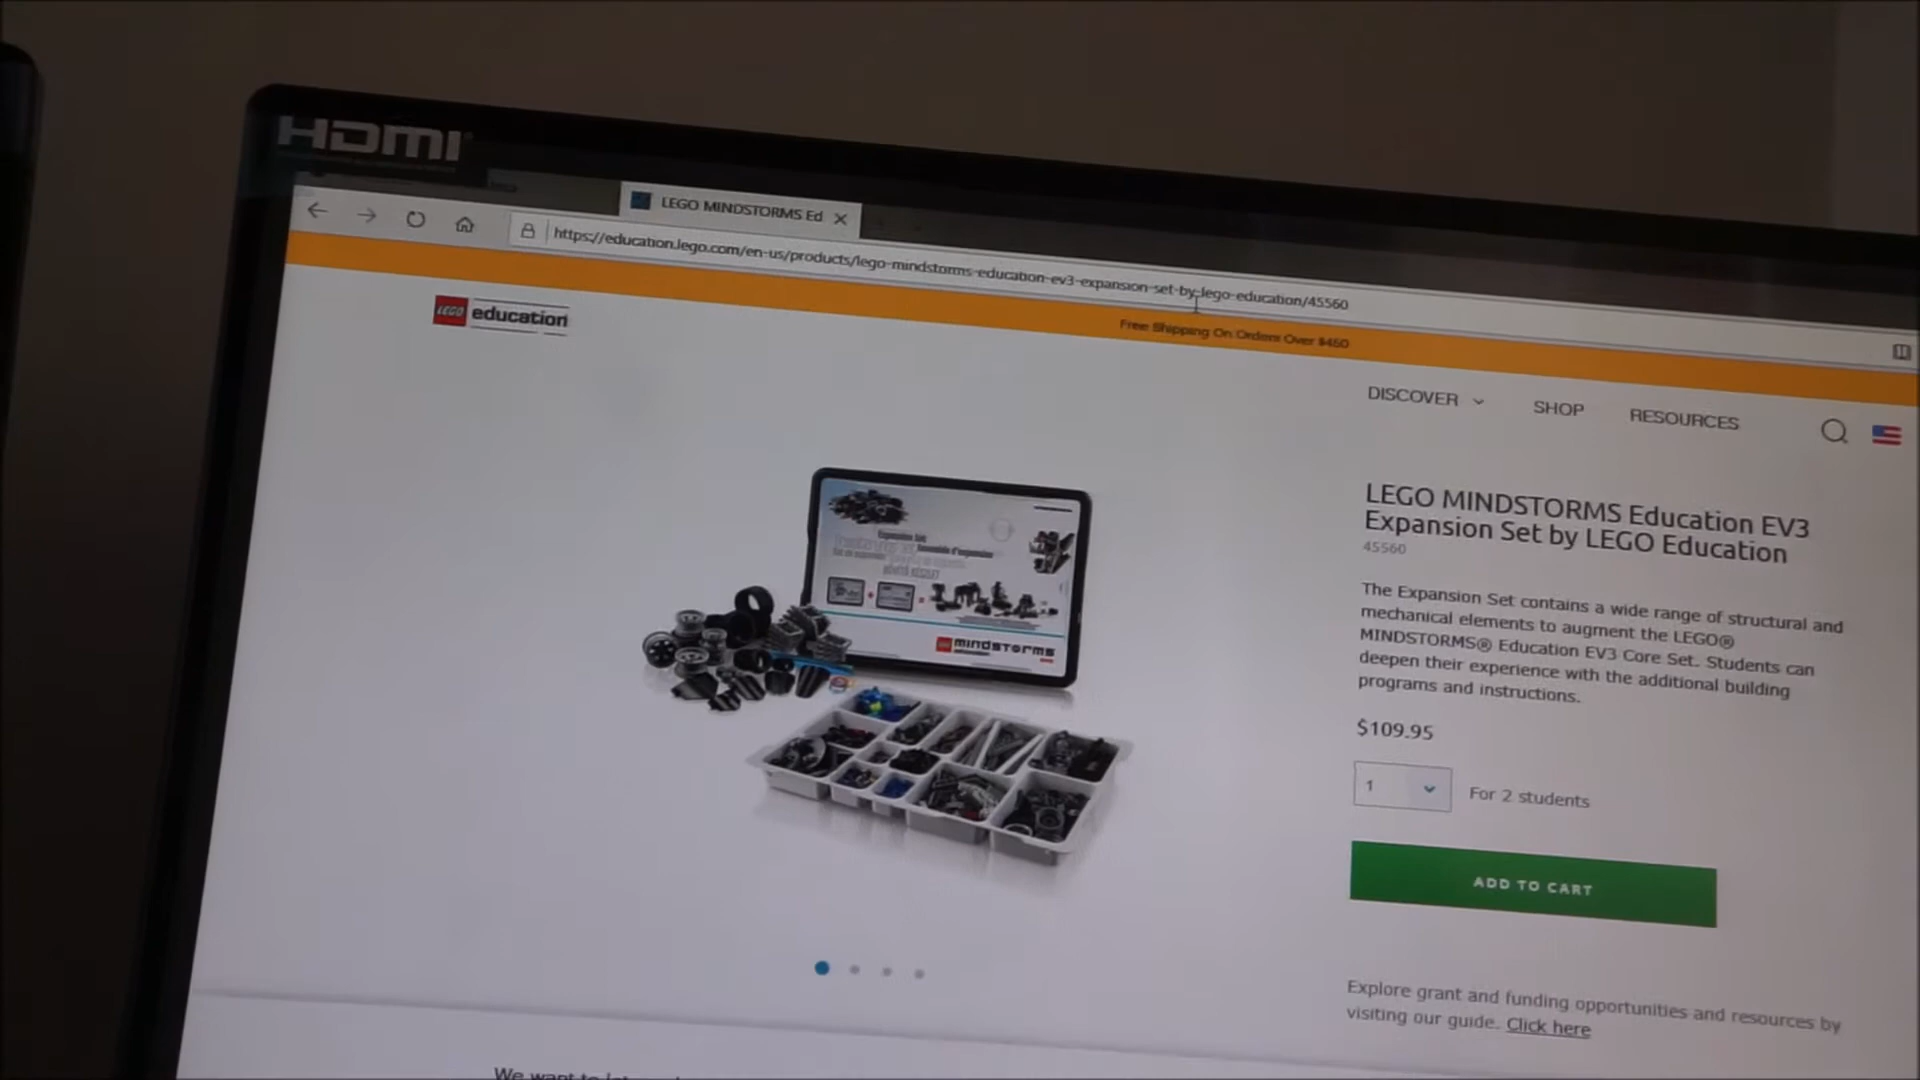 HDMI
LEGO MINDSTORMS Ed
https://education.lego.com/en-us/products/lego-mindstorms-education-ev3-expansion-set-by-lego-education/45560
Free Shipping On Orders Over $450
LEGO education
DISCOVER
SHOP
RESOURCES
LEGO MINDSTORMS Education EV3
Expansion Set by LEGO Education
45560
The Expansion Set contains a wide range of structural and
mechanical elements to augment the LEGO®
MINDSTORMS® Education EV3 Core Set. Students can
deepen their experience with the additional building
programs and instructions.
$109.95
1
For 2 students
ADD TO CART
Explore grant and funding opportunities and resources by
visiting our guide. Click here
mindstorms
We want to